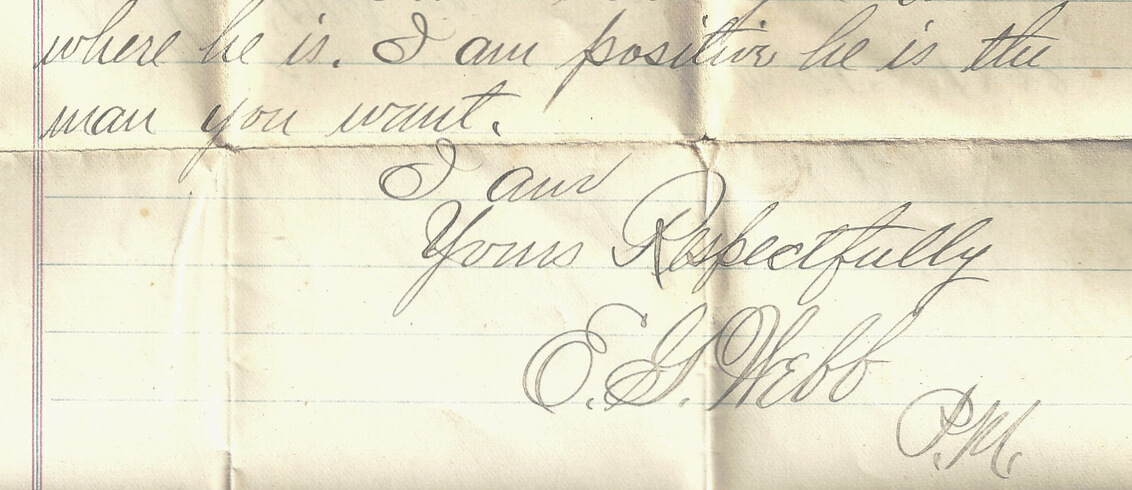 where he is. I am positive he is the
man you want.
I am
Yours Respectfully
E. G. Webb
P.M.